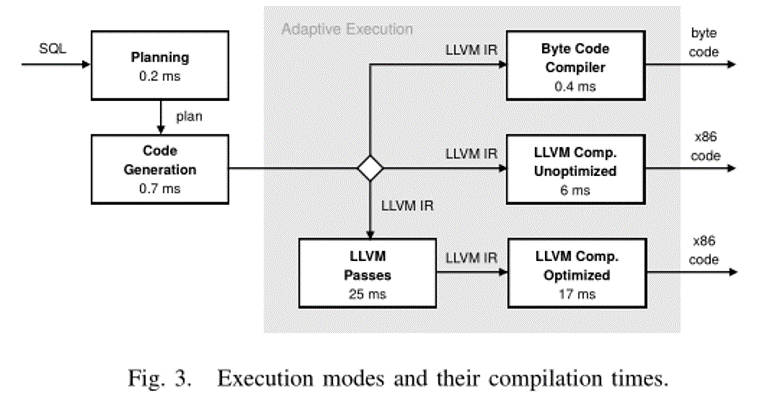 Adaptive Execution
SQL
Planning
0.2 ms
plan
Code
Generation
0.7 ms
LLVM IR
Byte Code
Compiler
0.4 ms
byte
code
LLVM IR
LLVM Comp.
Unoptimized
6 ms
x86
code
LLVM IR
LLVM
Passes
25 ms
LLVM IR
LLVM Comp.
Optimized
17 ms
x86
code
Fig. 3. Execution modes and their compilation times.